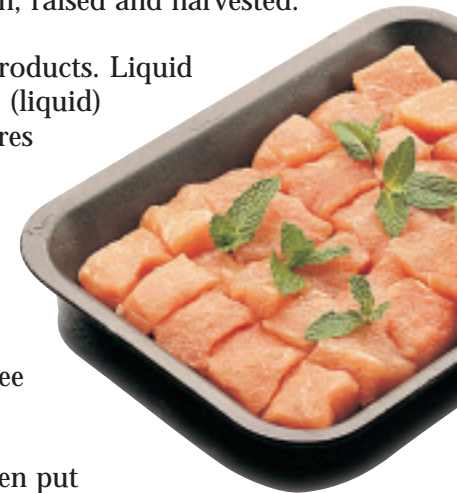 , raised and harvested.
roducts. Liquid
(liquid)
res
ee
en put